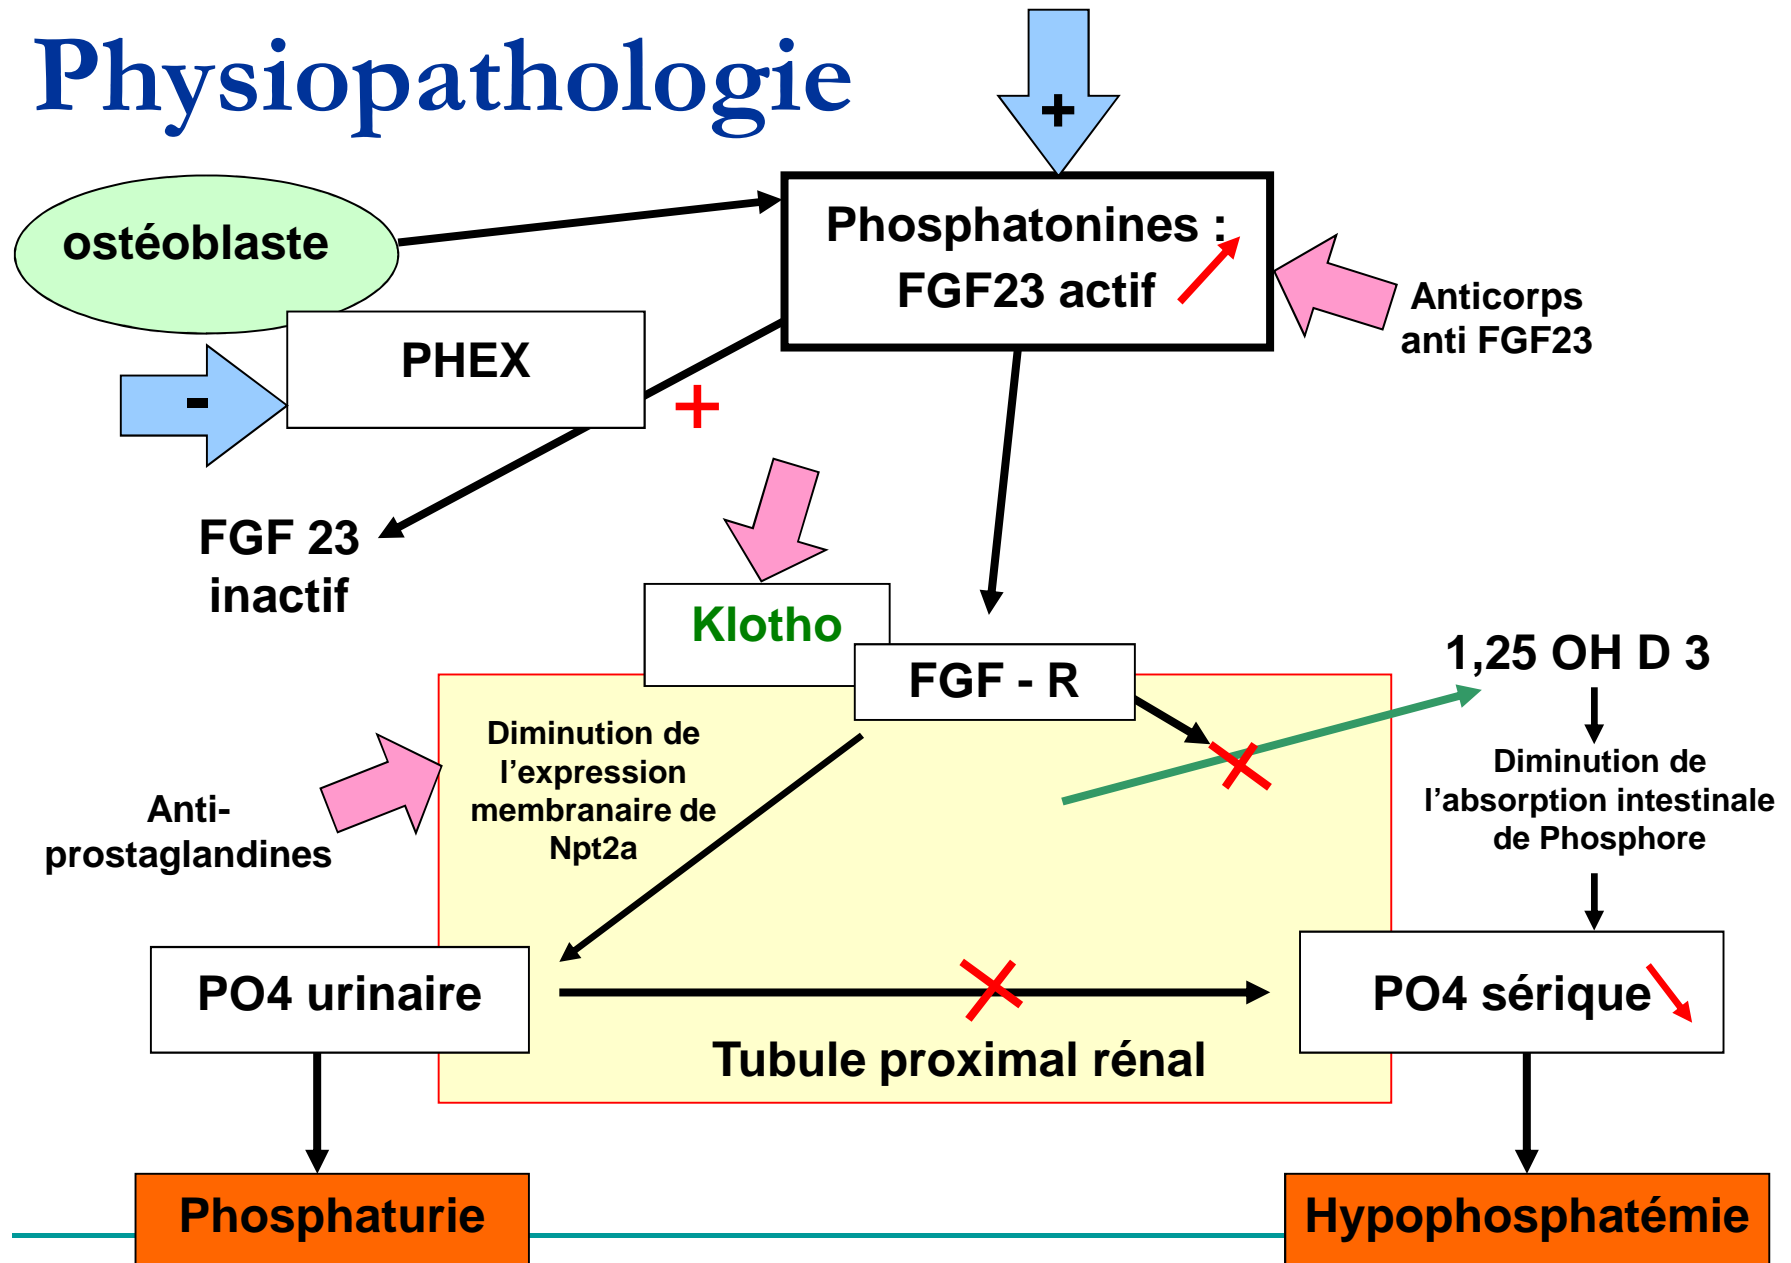 Physiopathologie
+
ostéoblaste
Phosphatonines :
FGF23 actif
Anticorps
anti FGF23
PHEX
-
+
FGF 23
inactif
Klotho
FGF - R
1,25 OH D 3
Diminution de
l’expression
membranaire de
Npt2a
Diminution de
l’absorption intestinale
de Phosphore
Anti-
prostaglandines
PO4 urinaire
PO4 sérique
Tubule proximal rénal
Phosphaturie
Hypophosphatémie